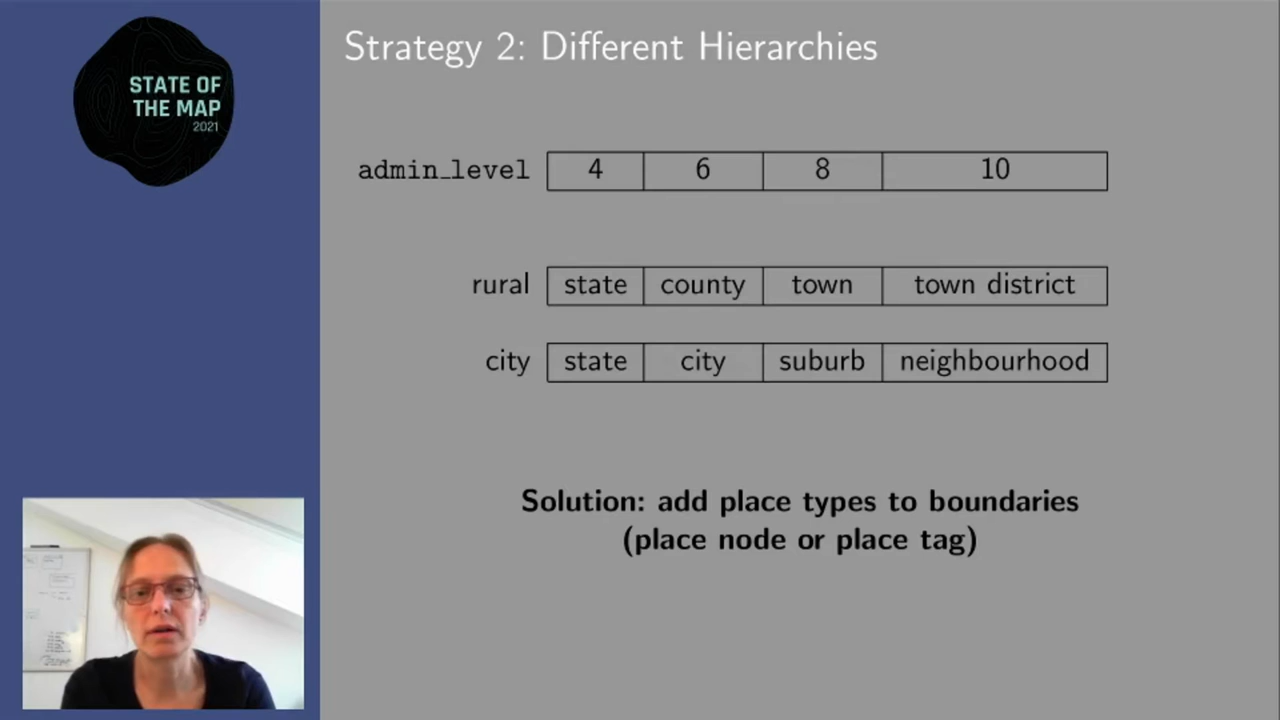 STATE OF
THE MAP
2021
Strategy 2: Different Hierarchies
admin_level 4 6 8 10
rural state county town town district
city state city suburb neighbourhood
Solution: add place types to boundaries
(place node or place tag)